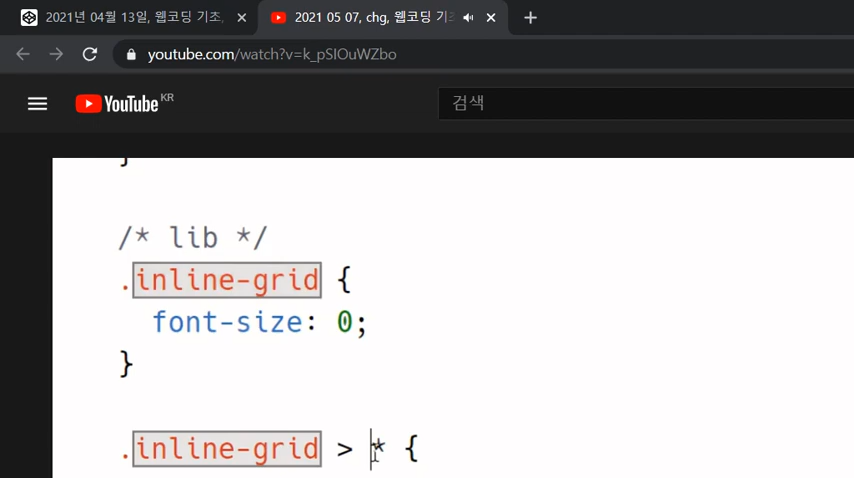 2021년 04월 13일, 웹코딩 기초,
2021 05 07, chg, 웹코딩 기초
youtube.com/watch?v=k_pSIOuWZbo
YouTube KR
검색
}
/* lib */
.inline-grid {
font-size: 0;
}
.inline-grid > * {